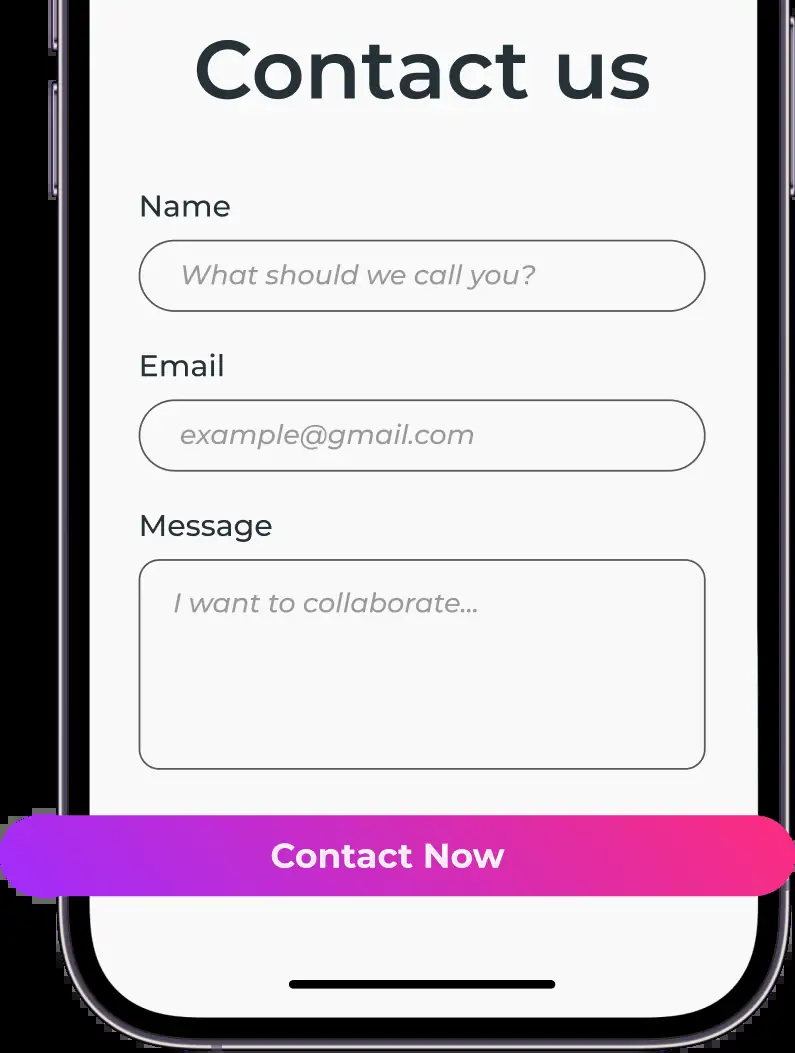 Contact us
Name
What should we call you?
Email
example@gmail.com
Message
I want to collaborate...
Contact Now